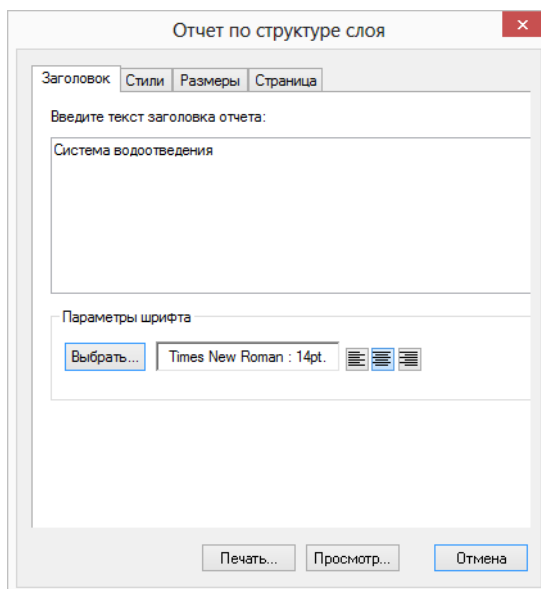 Отчет по структуре слоя
Заголовок Стили Размеры Страница
Введите текст заголовка отчета:
Система водоотведения
Параметры шрифта
Выбрать... Times New Roman : 14pt.
Печать... Просмотр... Отмена